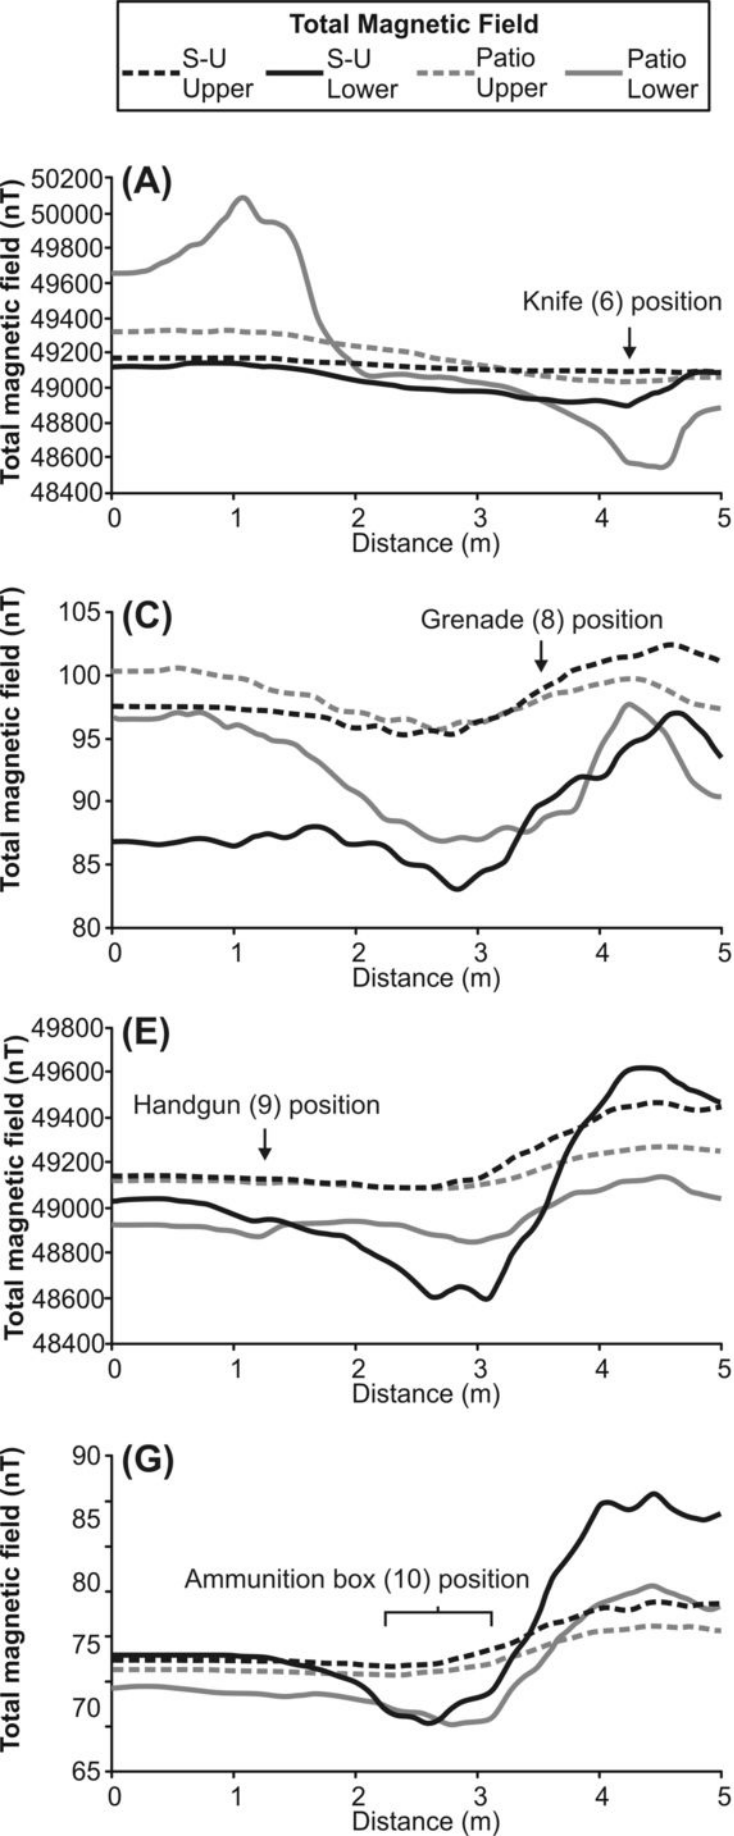 Total Magnetic Field
S-U Upper
S-U Lower
Patio Upper
Patio Lower
(A)
Total magnetic field (nT)
50200
50000
49800
49600
49400
49200
49000
48800
48600
48400
Knife (6) position
0 1 2 3 4 5
Distance (m)
(C)
Total magnetic field (nT)
105
100
95
90
85
80
Grenade (8) position
0 1 2 3 4 5
Distance (m)
(E)
Total magnetic field (nT)
49800
49600
49400
49200
49000
48800
48600
48400
Handgun (9) position
0 1 2 3 4 5
Distance (m)
(G)
Total magnetic field (nT)
90
85
80
75
70
65
Ammunition box (10) position
0 1 2 3 4 5
Distance (m)